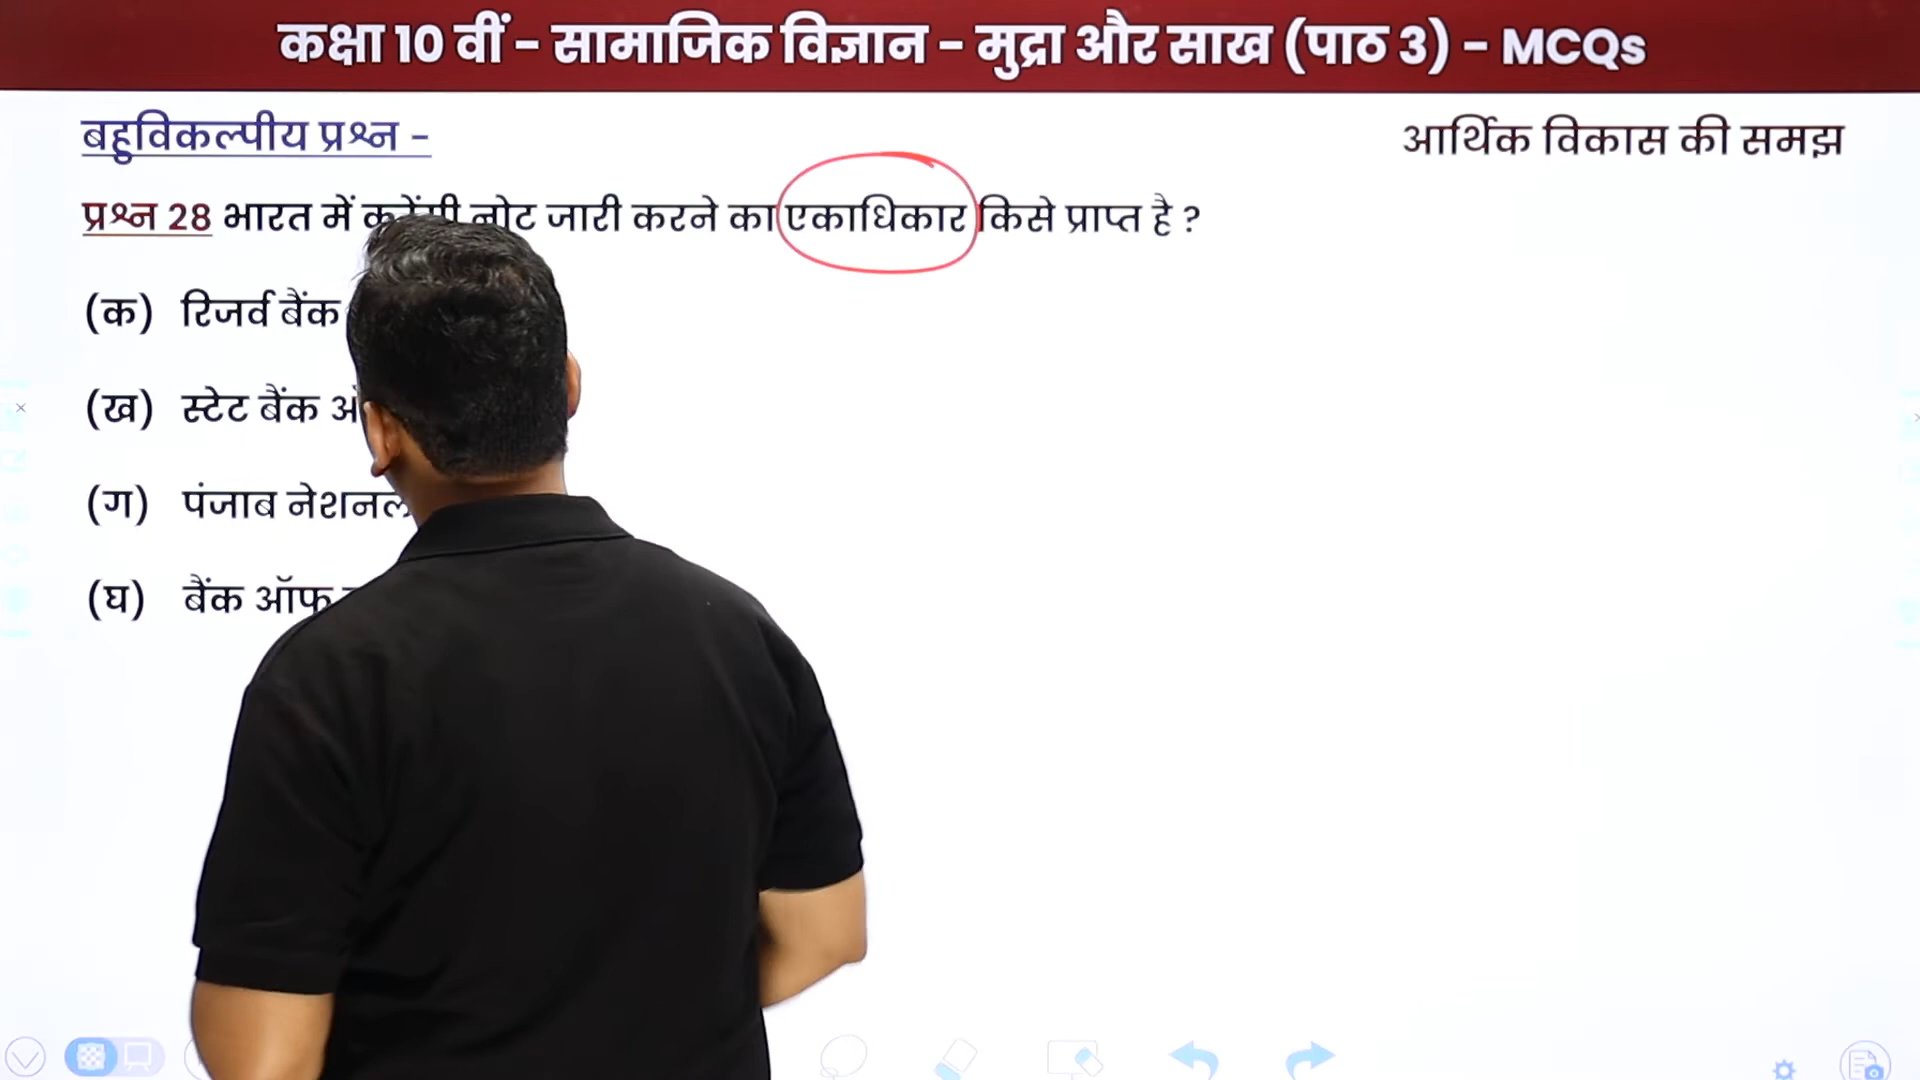 कक्षा 10 वीं - सामाजिक विज्ञान - मुद्रा और साख (पाठ 3) - MCQs
बहुविकल्पीय प्रश्न -
आर्थिक विकास की समझ
प्रश्न 28 भारत में नोट जारी करने का एकाधिकार किसे प्राप्त है ?
(क) रिजर्व बैंक
(ख) स्टेट बैंक
(ग) पंजाब नेशनल
(घ) बैंक ऑफ